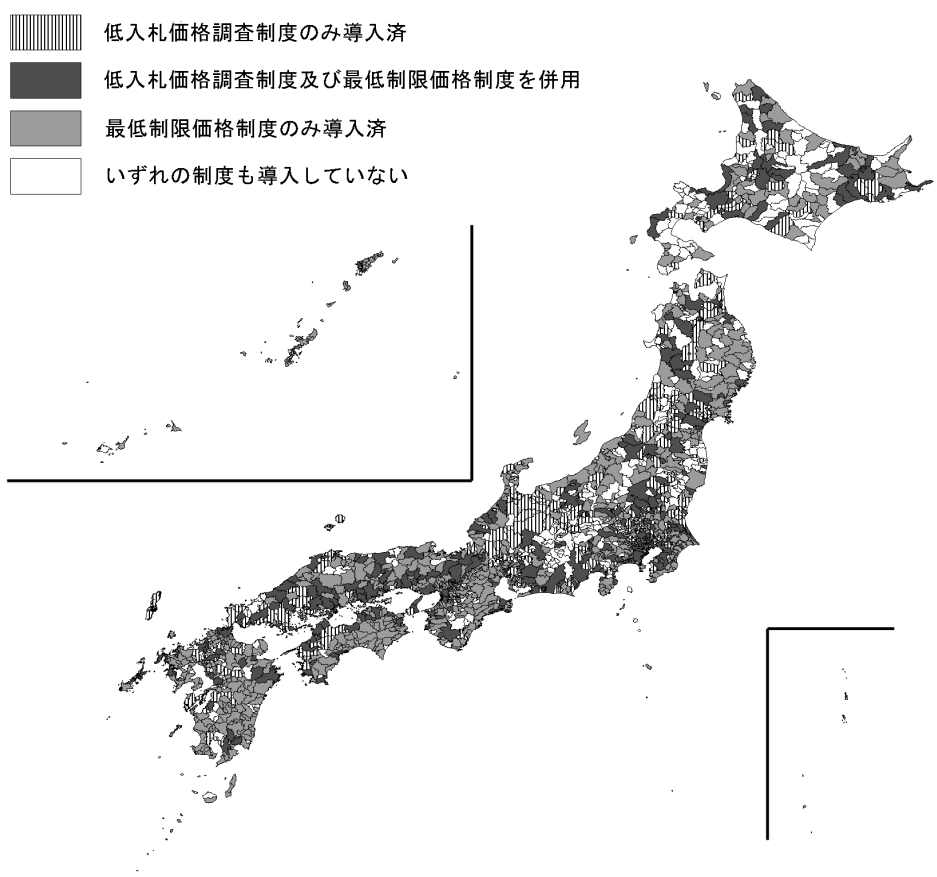 低入札価格調査制度のみ導入済
低入札価格調査制度及び最低制限価格制度を併用
最低制限価格制度のみ導入済
いずれの制度も導入していない